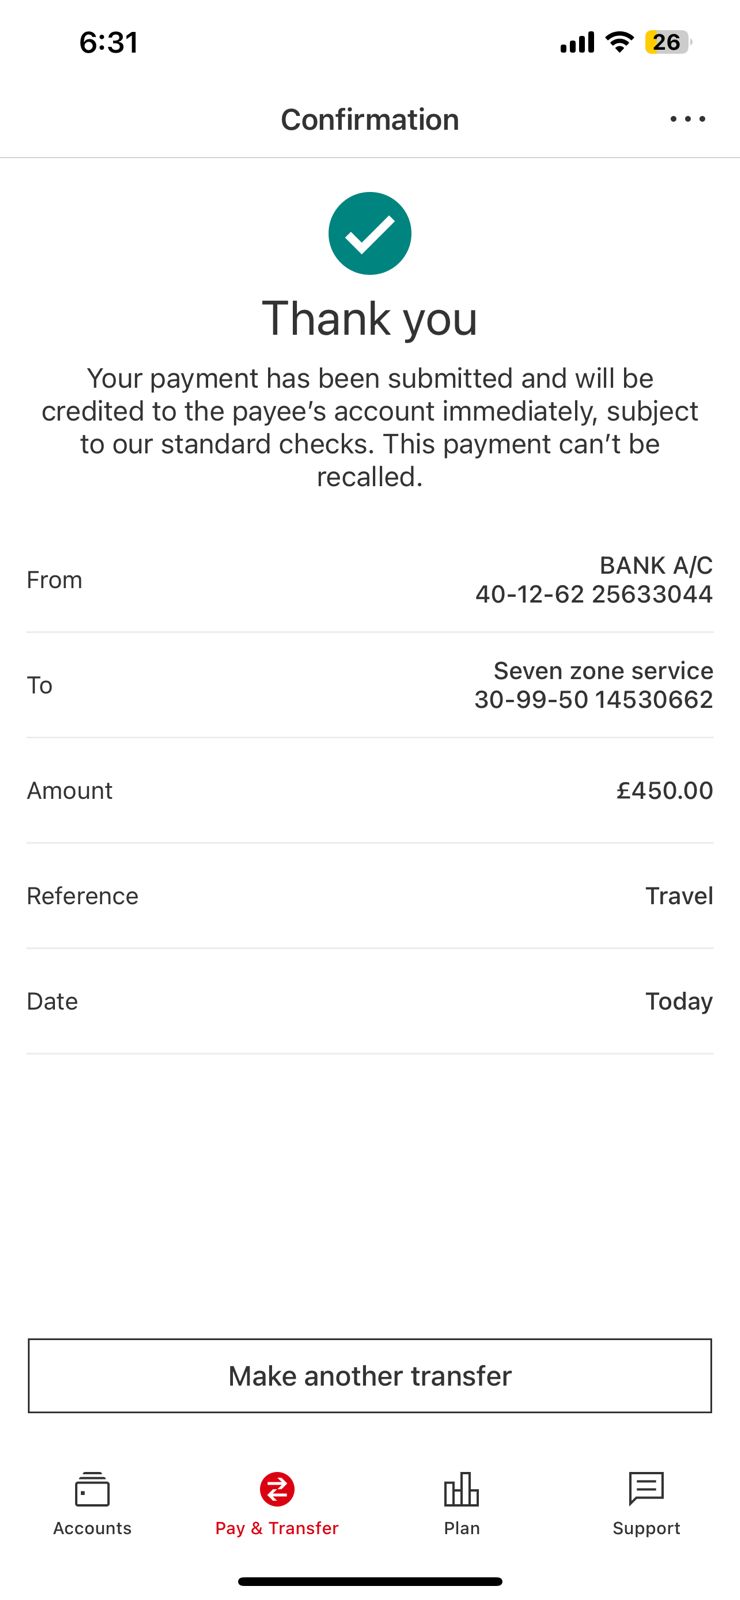 6:31
26
Confirmation
Thank you
Your payment has been submitted and will be
credited to the payee’s account immediately, subject
to our standard checks. This payment can’t be
recalled.
From
BANK A/C
40-12-62 25633044
To
Seven zone service
30-99-50 14530662
Amount
£450.00
Reference
Travel
Date
Today
Make another transfer
Accounts
Pay & Transfer
Plan
Support